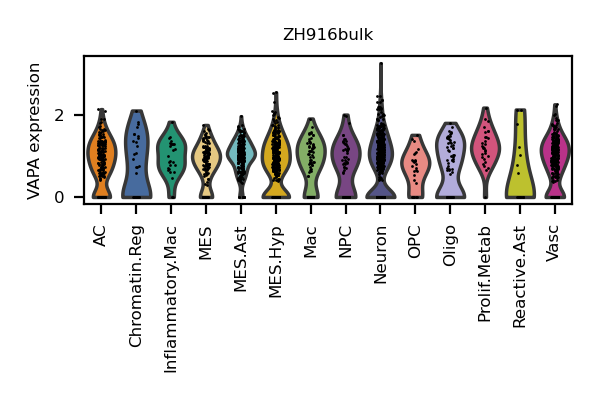 ZH916bulk
VAPA expression
2
0
AC
Chromatin.Reg
Inflammatory.Mac
MES
MES.Ast
MES.Hyp
Mac
NPC
Neuron
OPC
Oligo
Prolif.Metab
Reactive.Ast
Vasc